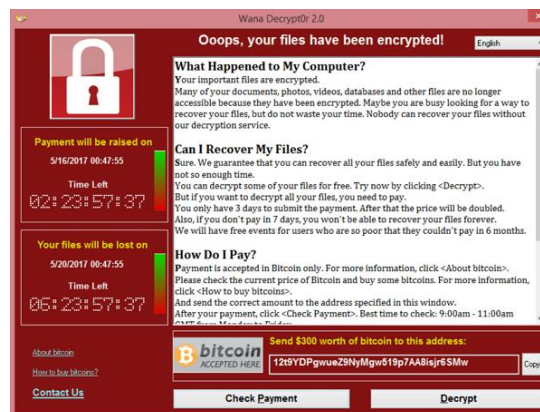 Wana Decrypt0r 2.0
Ooops, your files have been encrypted!
English
What Happened to My Computer?
Your important files are encrypted.
Many of your documents, photos, videos, databases and other files are no longer
accessible because they have been encrypted. Maybe you are busy looking for a way to
recover your files, but do not waste your time. Nobody can recover your files without
our decryption service.
Can I Recover My Files?
Sure. We guarantee that you can recover all your files safely and easily. But you have
not so enough time.
You can decrypt some of your files for free. Try now by clicking <Decrypt>.
But if you want to decrypt all your files, you need to pay.
You only have 3 days to submit the payment. After that the price will be doubled.
Also, if you don't pay in 7 days, you won't be able to recover your files forever.
We will have free events for users who are so poor that they couldn't pay in 6 months.
How Do I Pay?
Payment is accepted in Bitcoin only. For more information, click <About bitcoin>.
Please check the current price of Bitcoin and buy some bitcoins. For more information,
click <How to buy bitcoins>.
And send the correct amount to the address specified in this window.
After your payment, click <Check Payment>. Best time to check: 9:00am - 11:00am
GMT from Monday to Friday.
Payment will be raised on
5/16/2017 00:47:55
Time Left
02:23:57:37
Your files will be lost on
5/20/2017 00:47:55
Time Left
06:23:57:37
About bitcoin
How to buy bitcoins?
Contact Us
bitcoin
ACCEPTED HERE
Send $300 worth of bitcoin to this address:
12t9YDPgwueZ9NyMgw519p7AA8isjr6SMw
Copy
Check Payment
Decrypt